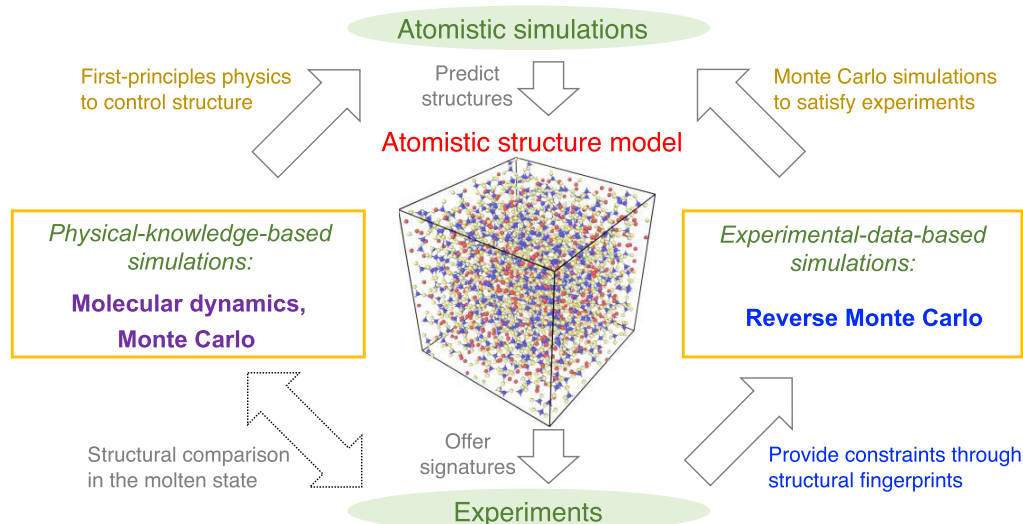 Atomistic simulations
First-principles physics
to control structure
Predict
structures
Monte Carlo simulations
to satisfy experiments
Atomistic structure model
Physical-knowledge-based
simulations:
Molecular dynamics,
Monte Carlo
Experimental-data-based
simulations:
Reverse Monte Carlo
Structural comparison
in the molten state
Offer
signatures
Provide constraints through
structural fingerprints
Experiments